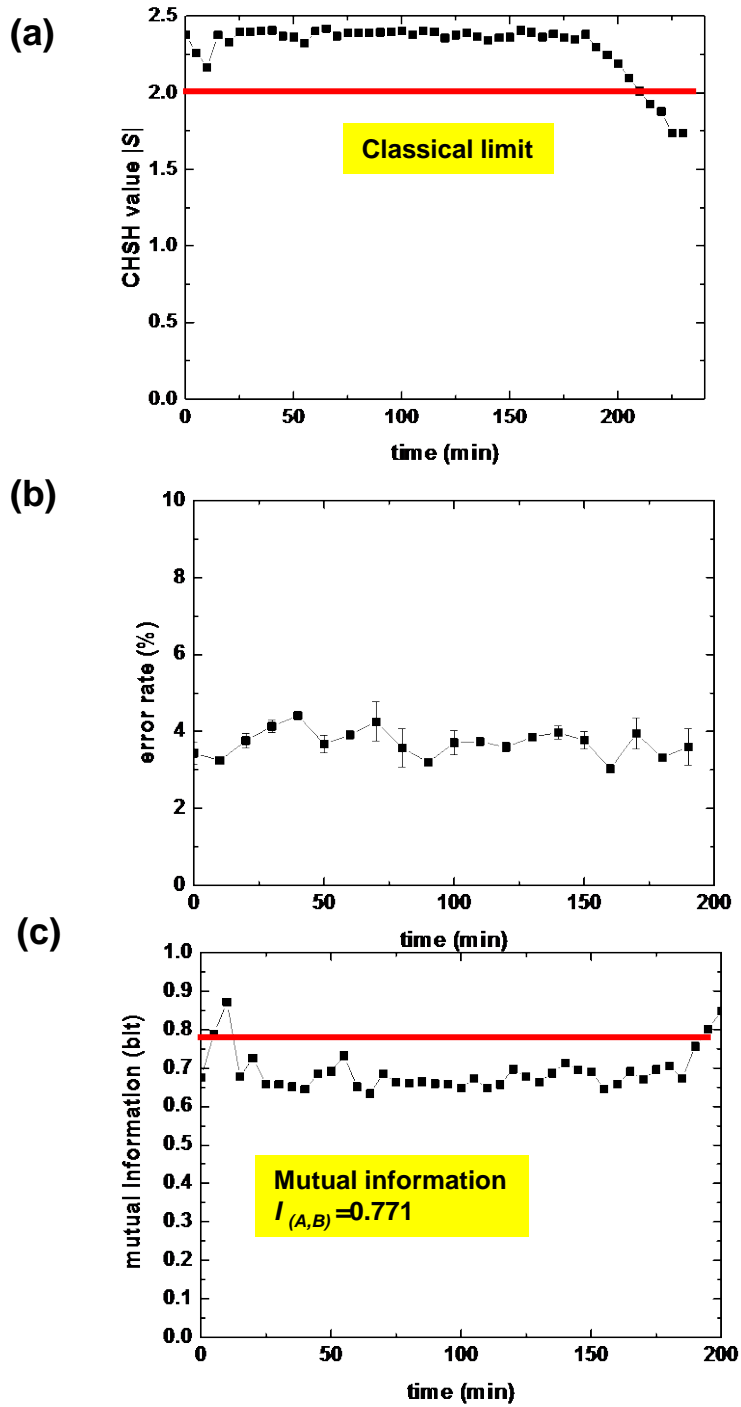 (a)
2.5
2.0
1.5
1.0
0.5
0.0
CHSH value |S|
Classical limit
0 50 100 150 200
time (min)
(b)
10
8
6
4
2
0
error rate (%)
0 50 100 150 200
time (min)
(c)
1.0
0.9
0.8
0.7
0.6
0.5
0.4
0.3
0.2
0.1
0.0
mutual Information (bIt)
Mutual information
I (A,B)=0.771
0 50 100 150 200
time (min)